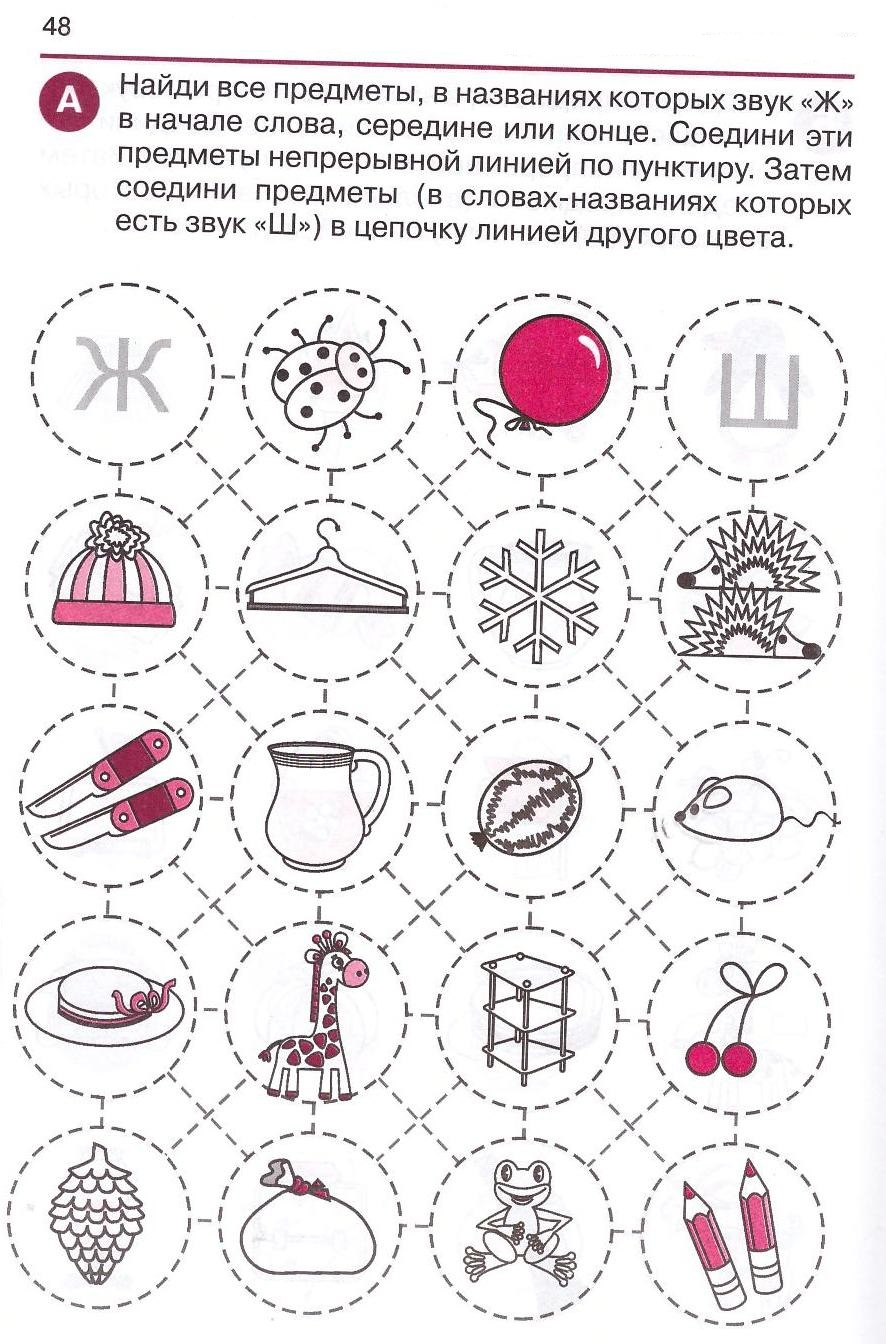 48
А
Найди все предметы, в названиях которых звук «Ж»
в начале слова, середине или конце. Соедини эти
предметы непрерывной линией по пунктиру. Затем
соедини предметы (в словах-названиях которых
есть звук «Ш») в цепочку линией другого цвета.
Ж
Ш